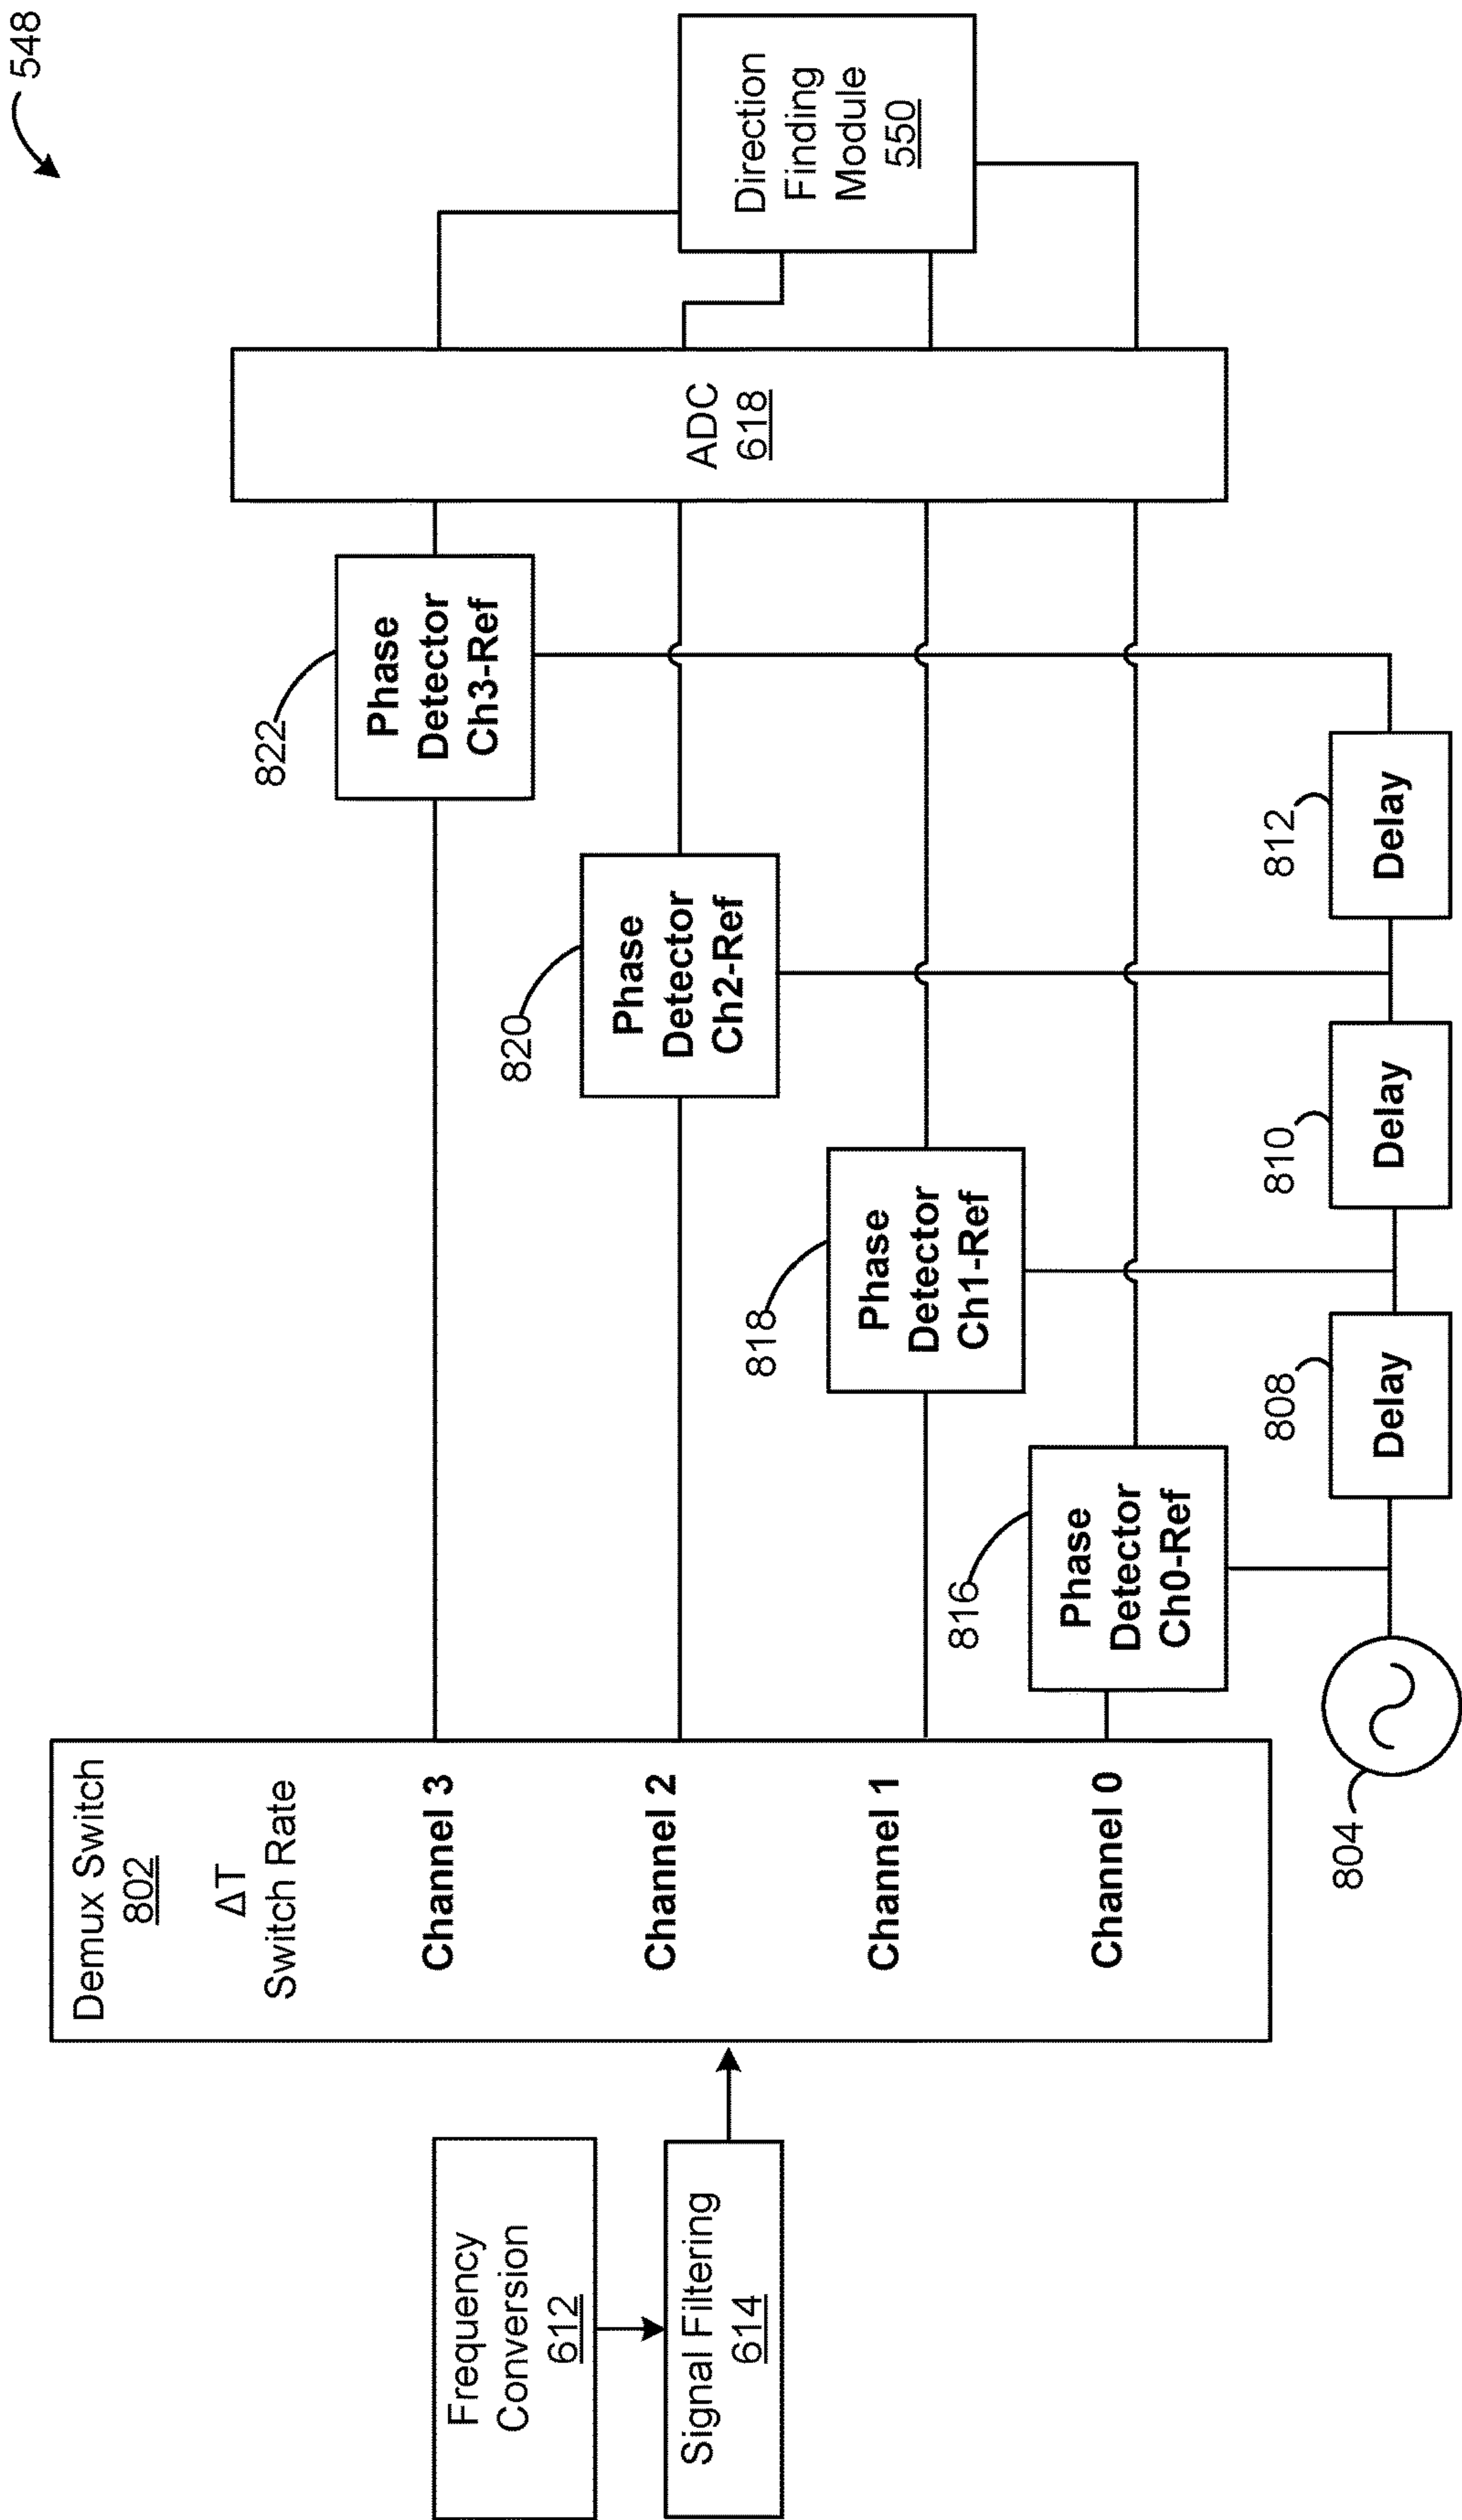 548
Frequency
Conversion
612
Signal Filtering
614
Demux Switch
802
ΔT
Switch Rate
Channel 3
Channel 2
Channel 1
Channel 0
804
816
Phase
Detector
Ch0-Ref
818
Phase
Detector
Ch1-Ref
820
Phase
Detector
Ch2-Ref
822
Phase
Detector
Ch3-Ref
808
Delay
810
Delay
812
Delay
ADC
618
Direction
Finding
Module
550